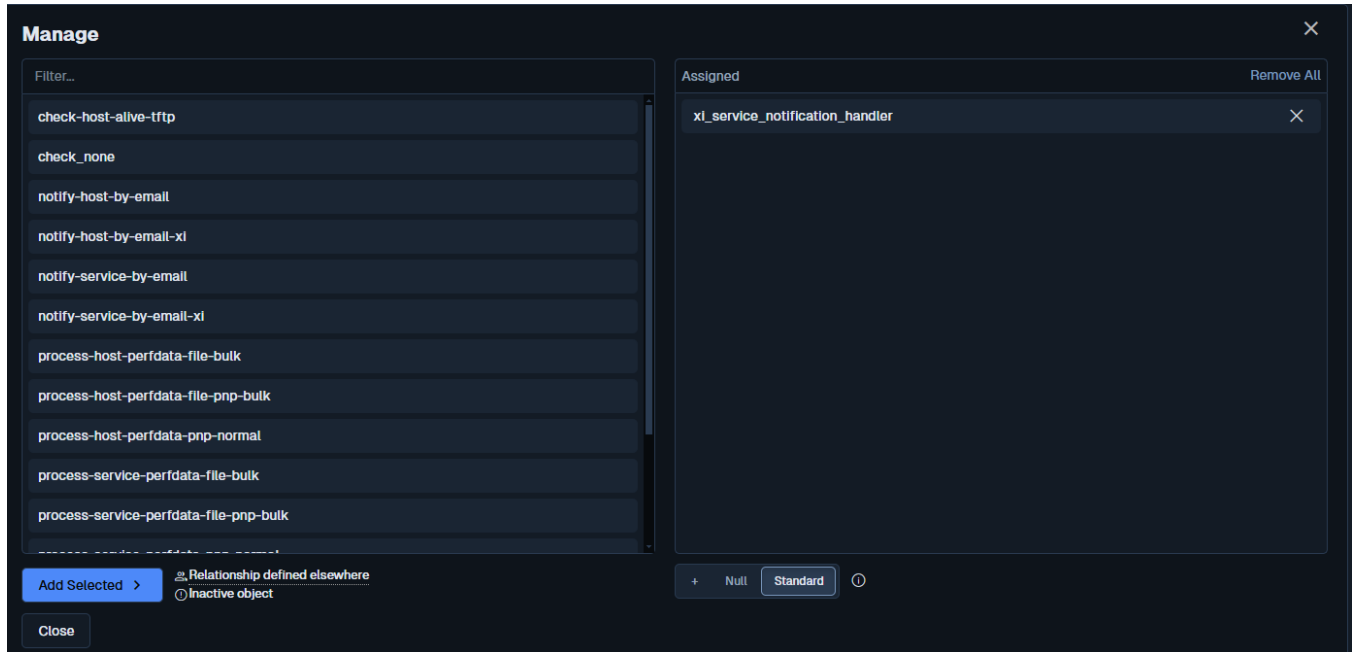 Manage
Filter...
Assigned
Remove All
check-host-alive-tftp
check_none
notify-host-by-email
notify-host-by-email-xi
notify-service-by-email
notify-service-by-email-xi
process-host-perfdata-file-bulk
process-host-perfdata-file-pnp-bulk
process-host-perfdata-pnp-normal
process-service-perfdata-file-bulk
process-service-perfdata-file-pnp-bulk
xi_service_notification_handler
Add Selected
Relationship defined elsewhere
Inactive object
+ Null Standard
Close